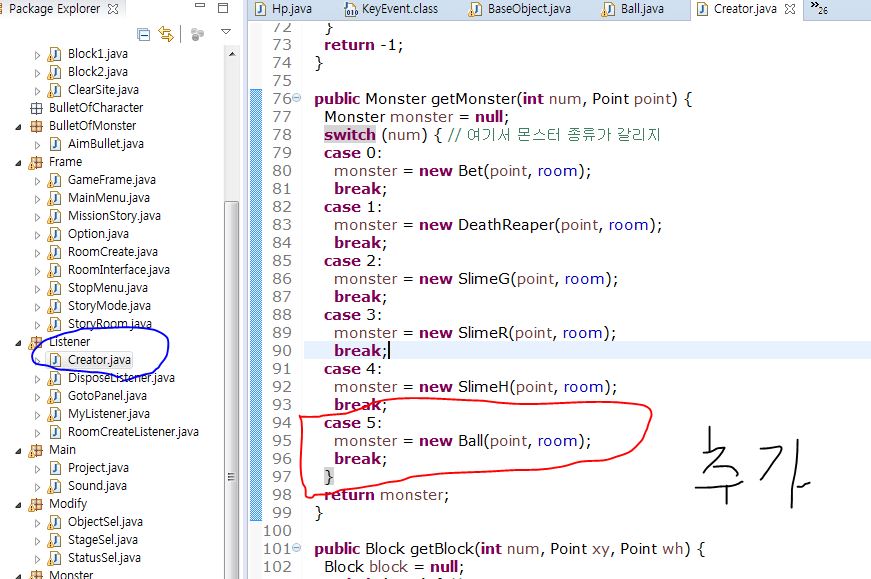 Package Explorer
Block1.java
Block2.java
ClearSite.java
BulletOfCharacter
BulletOfMonster
AimBullet.java
Frame
GameFrame.java
MainMenu.java
MissionStory.java
Option.java
RoomCreate.java
RoomInterface.java
StopMenu.java
StoryMode.java
StoryRoom.java
Listener
Creator.java
DisposeListener.java
GotoPanel.java
MyListener.java
RoomCreateListener.java
Main
Project.java
Sound.java
Modify
ObjectSel.java
StageSel.java
StatusSel.java
Monster
Hp.java KeyEvent.class BaseObject.java Ball.java Creator.java »26
72 }
73 return -1;
74 }
75
76 public Monster getMonster(int num, Point point) {
77 Monster monster = null;
78 switch (num) { // 여기서 몬스터 종류가 갈리지
79 case 0:
80 monster = new Bet(point, room);
81 break;
82 case 1:
83 monster = new DeathReaper(point, room);
84 break;
85 case 2:
86 monster = new SlimeG(point, room);
87 break;
88 case 3:
89 monster = new SlimeR(point, room);
90 break;
91 case 4:
92 monster = new SlimeH(point, room);
93 break;
94 case 5:
95 monster = new Ball(point, room);
96 break;
97 }
98 return monster;
99 }
100
101 public Block getBlock(int num, Point xy, Point wh) {
102 Block block = null;
추가